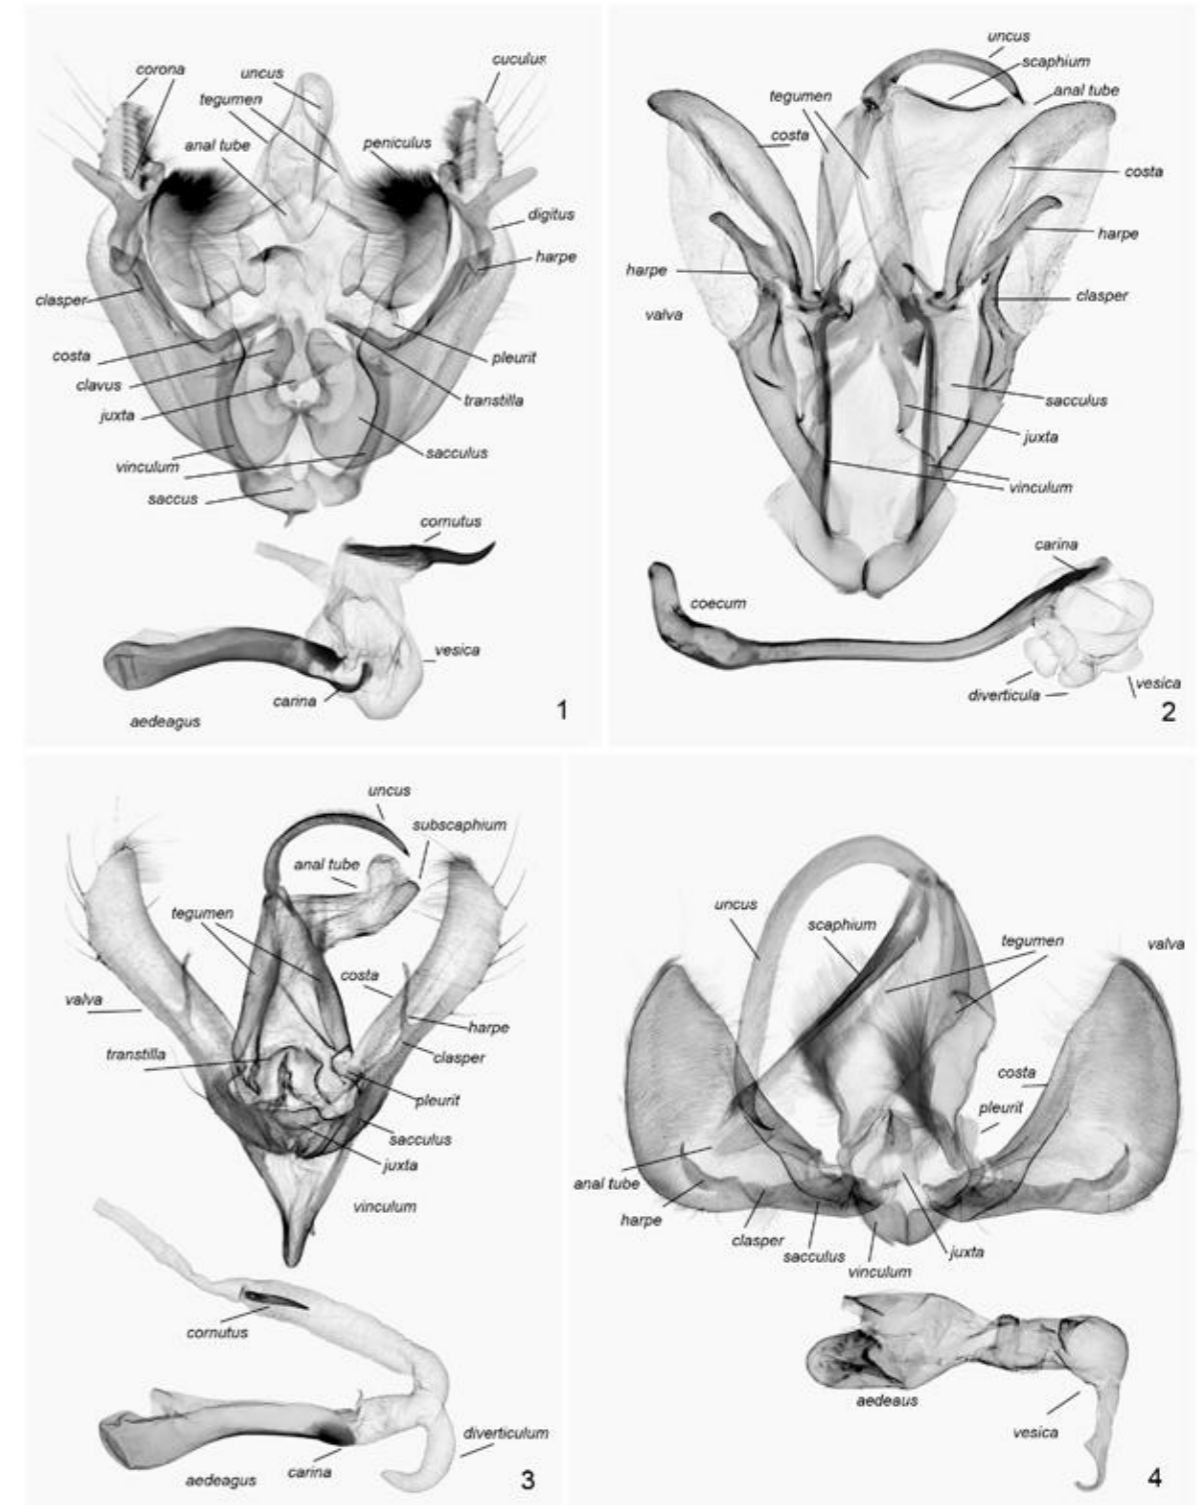 corona
uncus
tegumen
cuculus
anal tube
peniculus
digitus
harpe
clasper
costa
clavus
juxta
pleurit
transtilla
vinculum
sacculus
saccus
cornutus
vesica
carina
aedeagus
1
uncus
scaphium
anal tube
tegumen
costa
costa
harpe
harpe
valva
clasper
sacculus
juxta
vinculum
carina
coecum
diverticula
vesica
2
uncus
subscaphium
anal tube
tegumen
costa
valva
harpe
transtilla
clasper
pleurit
sacculus
juxta
vinculum
cornutus
diverticulum
carina
aedeagus
3
uncus
scaphium
tegumen
valva
costa
pleurit
anal tube
harpe
clasper
sacculus
juxta
vinculum
aedeaus
vesica
4